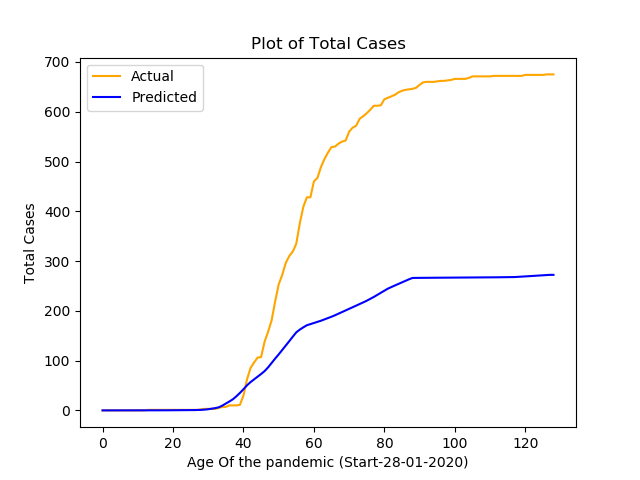 Plot of Total Cases
Actual
Predicted
700
600
500
400
300
200
100
0
Total Cases
0 20 40 60 80 100 120
Age Of the pandemic (Start-28-01-2020)